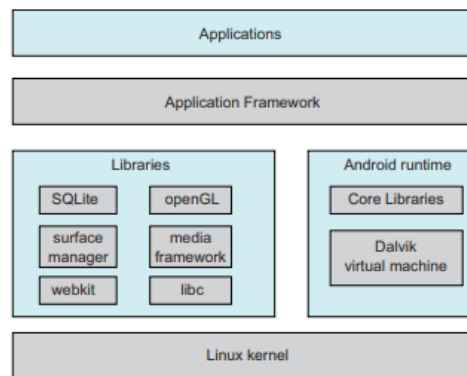 Applications
Application Framework
Libraries
SQLite
openGL
surface
manager
media
framework
webkit
libc
Android runtime
Core Libraries
Dalvik
virtual machine
Linux kernel